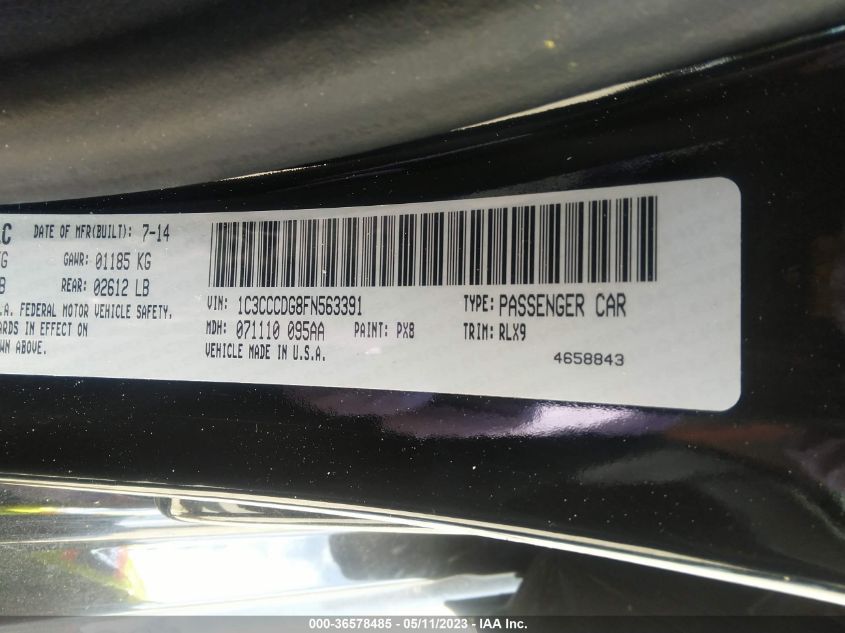 DATE OF MFR(BUILT): 7-14
GAWR: 01185 KG
REAR: 02612 LB
.A. FEDERAL MOTOR VEHICLE SAFETY,
ARDS IN EFFECT ON
WN ABOVE.
VIN: 1C3CCCDG8FN563391
TYPE: PASSENGER CAR
MDH: 071110 095AA
PAINT: PX8
TRIM: RLX9
VEHICLE MADE IN U.S.A.
4658843
000-36578485 - 05/11/2023 - IAA Inc.